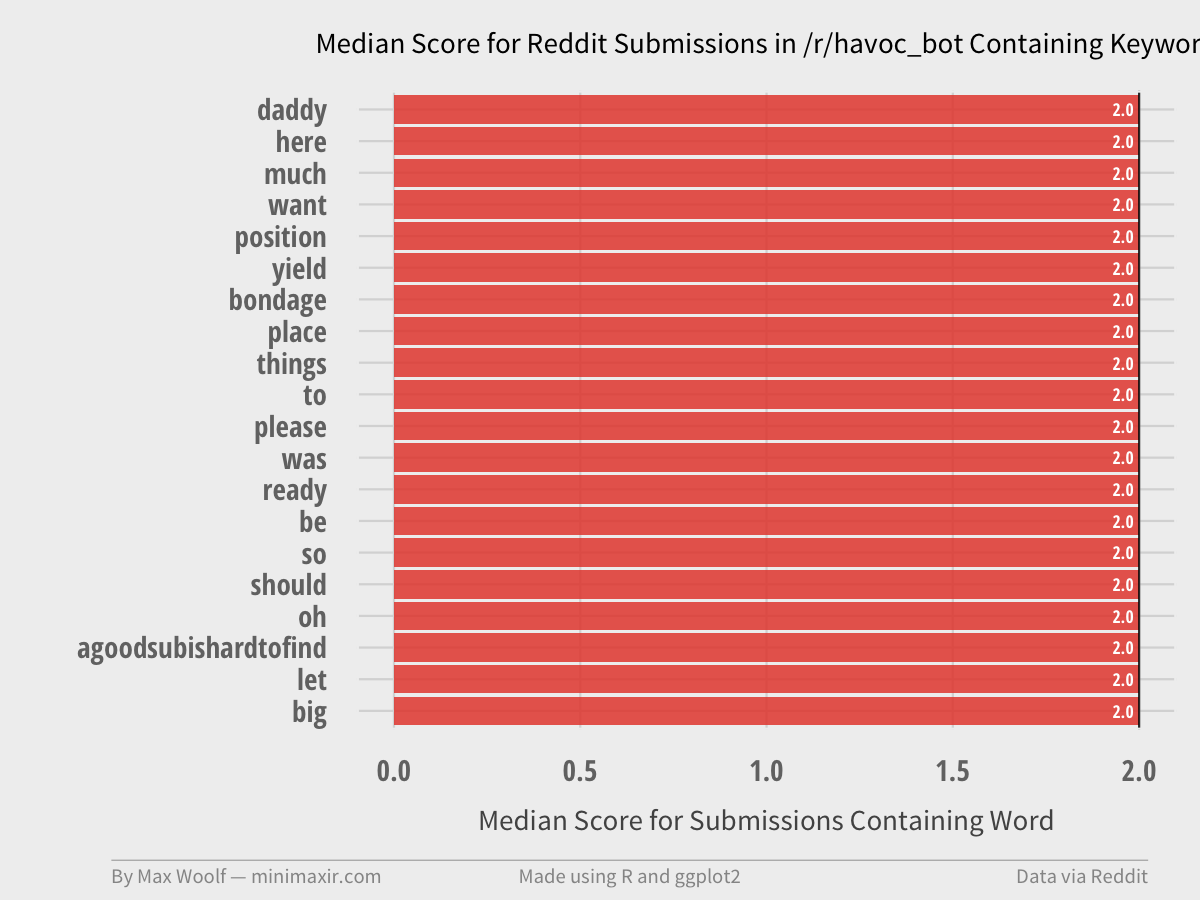 Median Score for Reddit Submissions in /r/havoc_bot Containing Keywor
daddy 2.0
here 2.0
much 2.0
want 2.0
position 2.0
yield 2.0
bondage 2.0
place 2.0
things 2.0
to 2.0
please 2.0
was 2.0
ready 2.0
be 2.0
so 2.0
should 2.0
oh 2.0
agoodsubishardtofind 2.0
let 2.0
big 2.0
0.0 0.5 1.0 1.5 2.0
Median Score for Submissions Containing Word
By Max Woolf — minimaxir.com Made using R and ggplot2 Data via Reddit